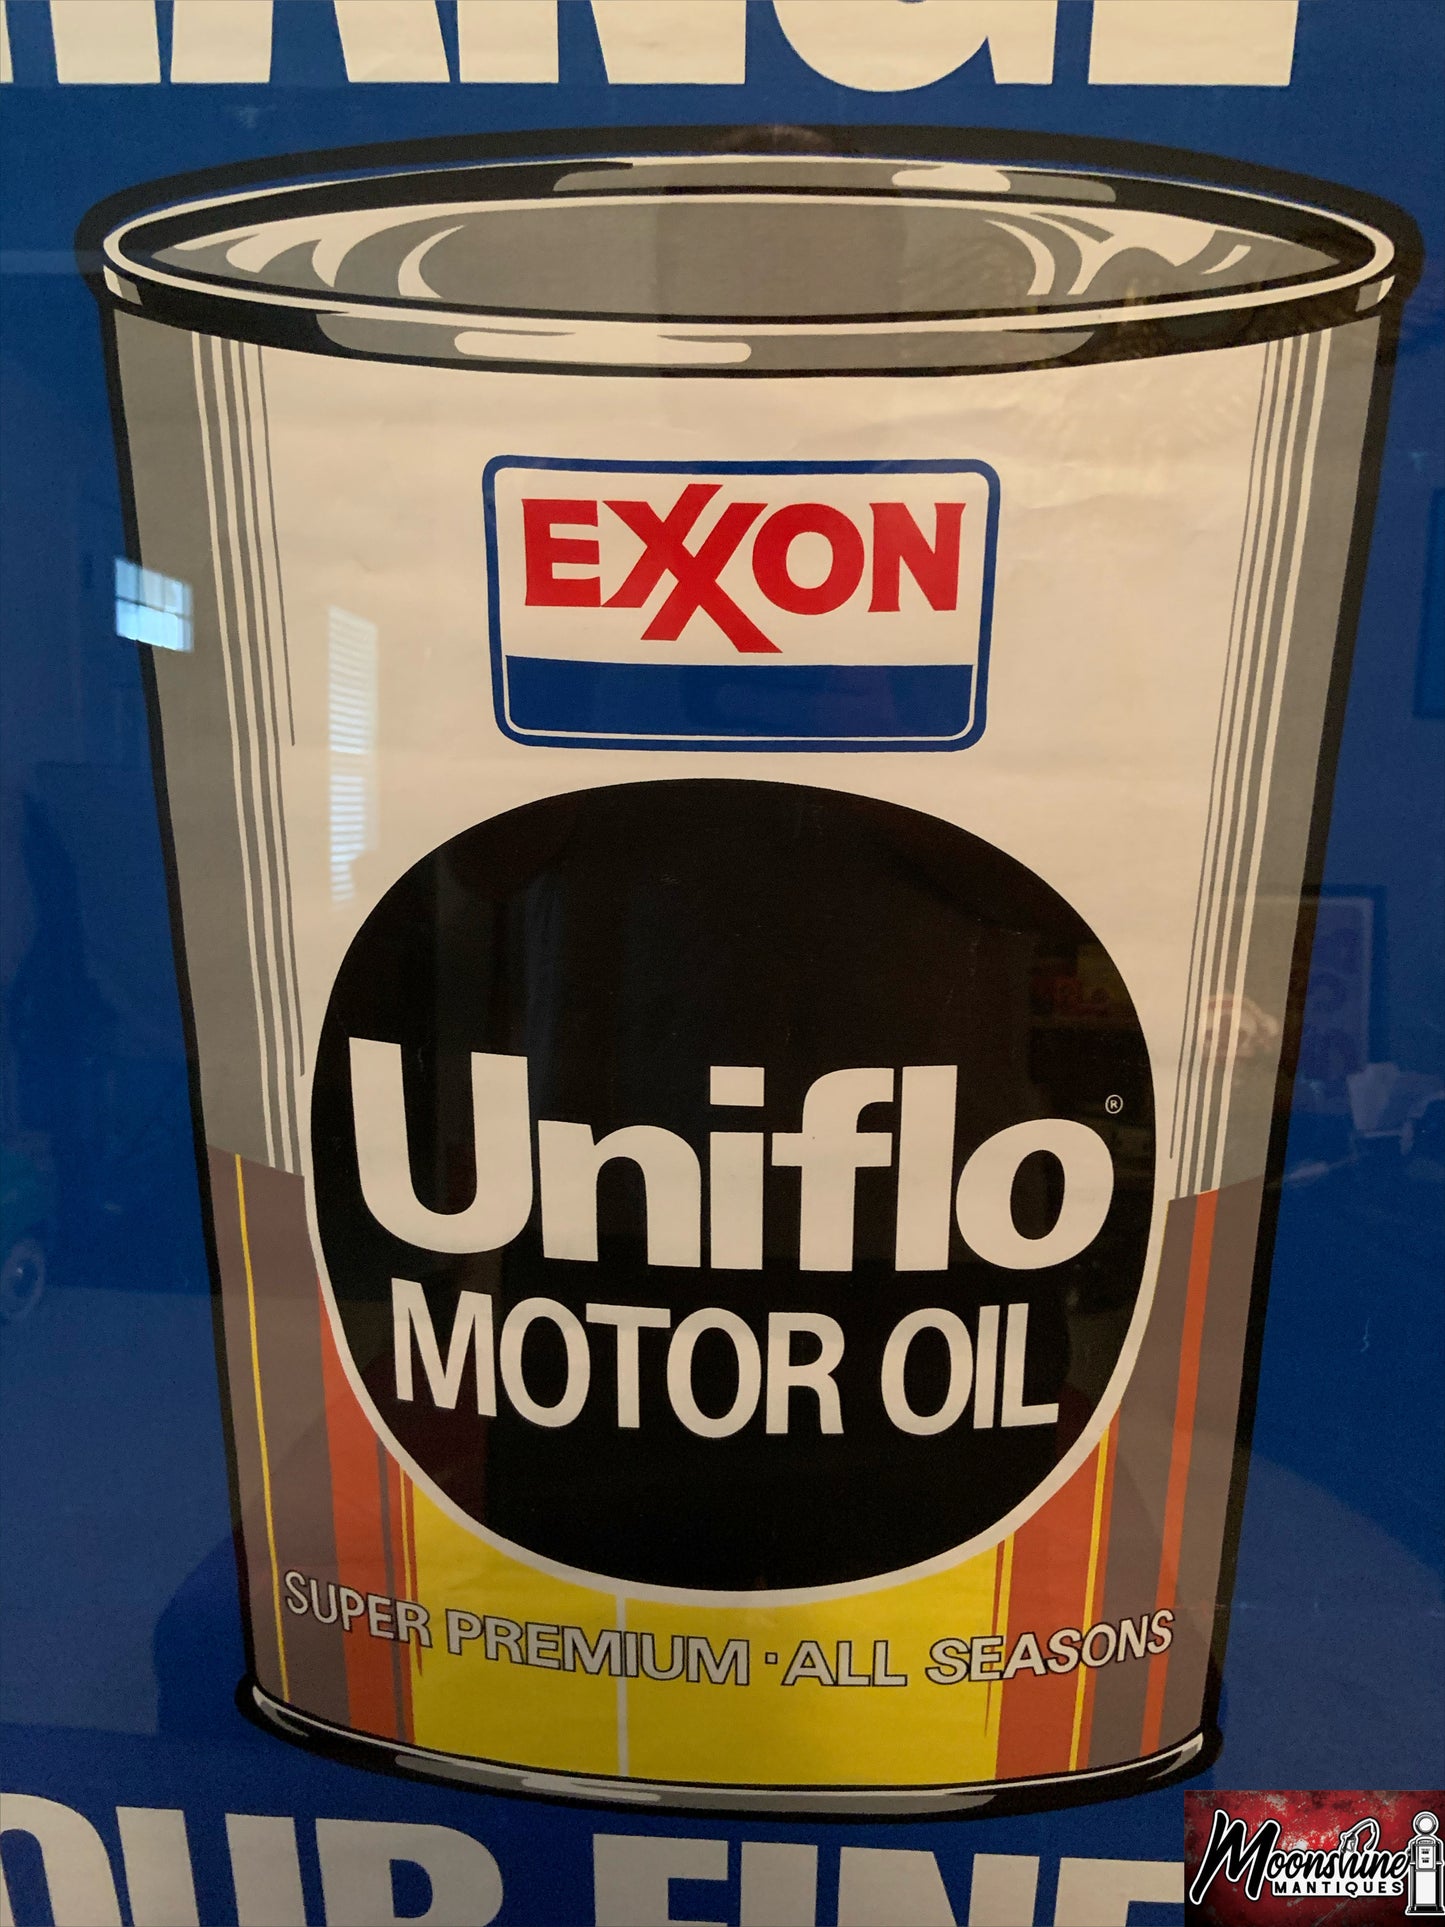 EXXON
Uniflo®
MOTOR OIL
SUPER PREMIUM · ALL SEASONS
Moonshine
MANTIQUES